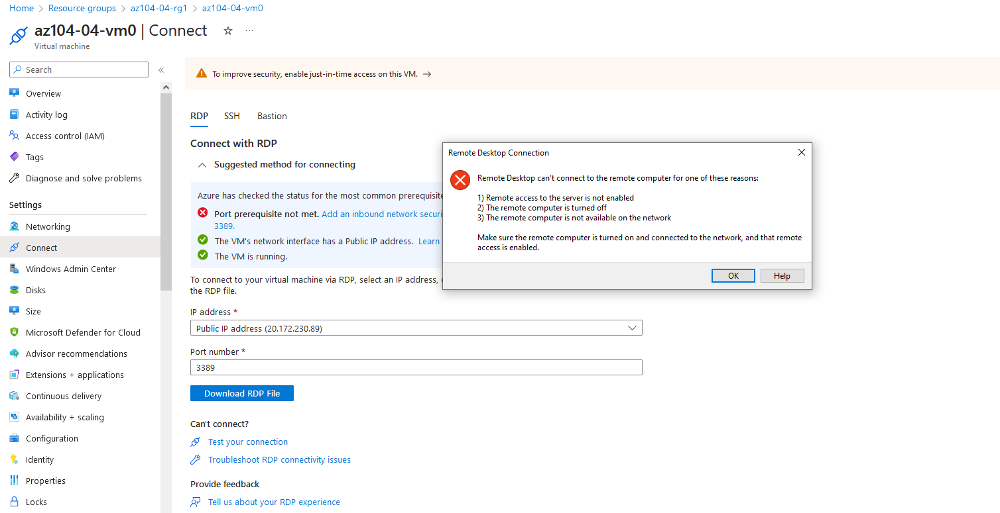 Home > Resource groups > az104-04-rg1 > az104-04-vm0
az104-04-vm0 | Connect
Virtual machine
Search
Overview
Activity log
Access control (IAM)
Tags
Diagnose and solve problems
Settings
Networking
Connect
Windows Admin Center
Disks
Size
Microsoft Defender for Cloud
Advisor recommendations
Extensions + applications
Continuous delivery
Availability + scaling
Configuration
Identity
Properties
Locks
To improve security, enable just-in-time access on this VM. →
RDP SSH Bastion
Connect with RDP
Suggested method for connecting
Azure has checked the status for the most common prerequisite
Port prerequisite not met. Add an inbound network securi
3389.
The VM's network interface has a Public IP address. Learn
The VM is running.
To connect to your virtual machine via RDP, select an IP address,
the RDP file.
IP address *
Public IP address (20.172.230.89)
Port number *
3389
Download RDP File
Can't connect?
Test your connection
Troubleshoot RDP connectivity issues
Provide feedback
Tell us about your RDP experience
Remote Desktop Connection
Remote Desktop can't connect to the remote computer for one of these reasons:
1) Remote access to the server is not enabled
2) The remote computer is turned off
3) The remote computer is not available on the network
Make sure the remote computer is turned on and connected to the network, and that remote
access is enabled.
OK
Help